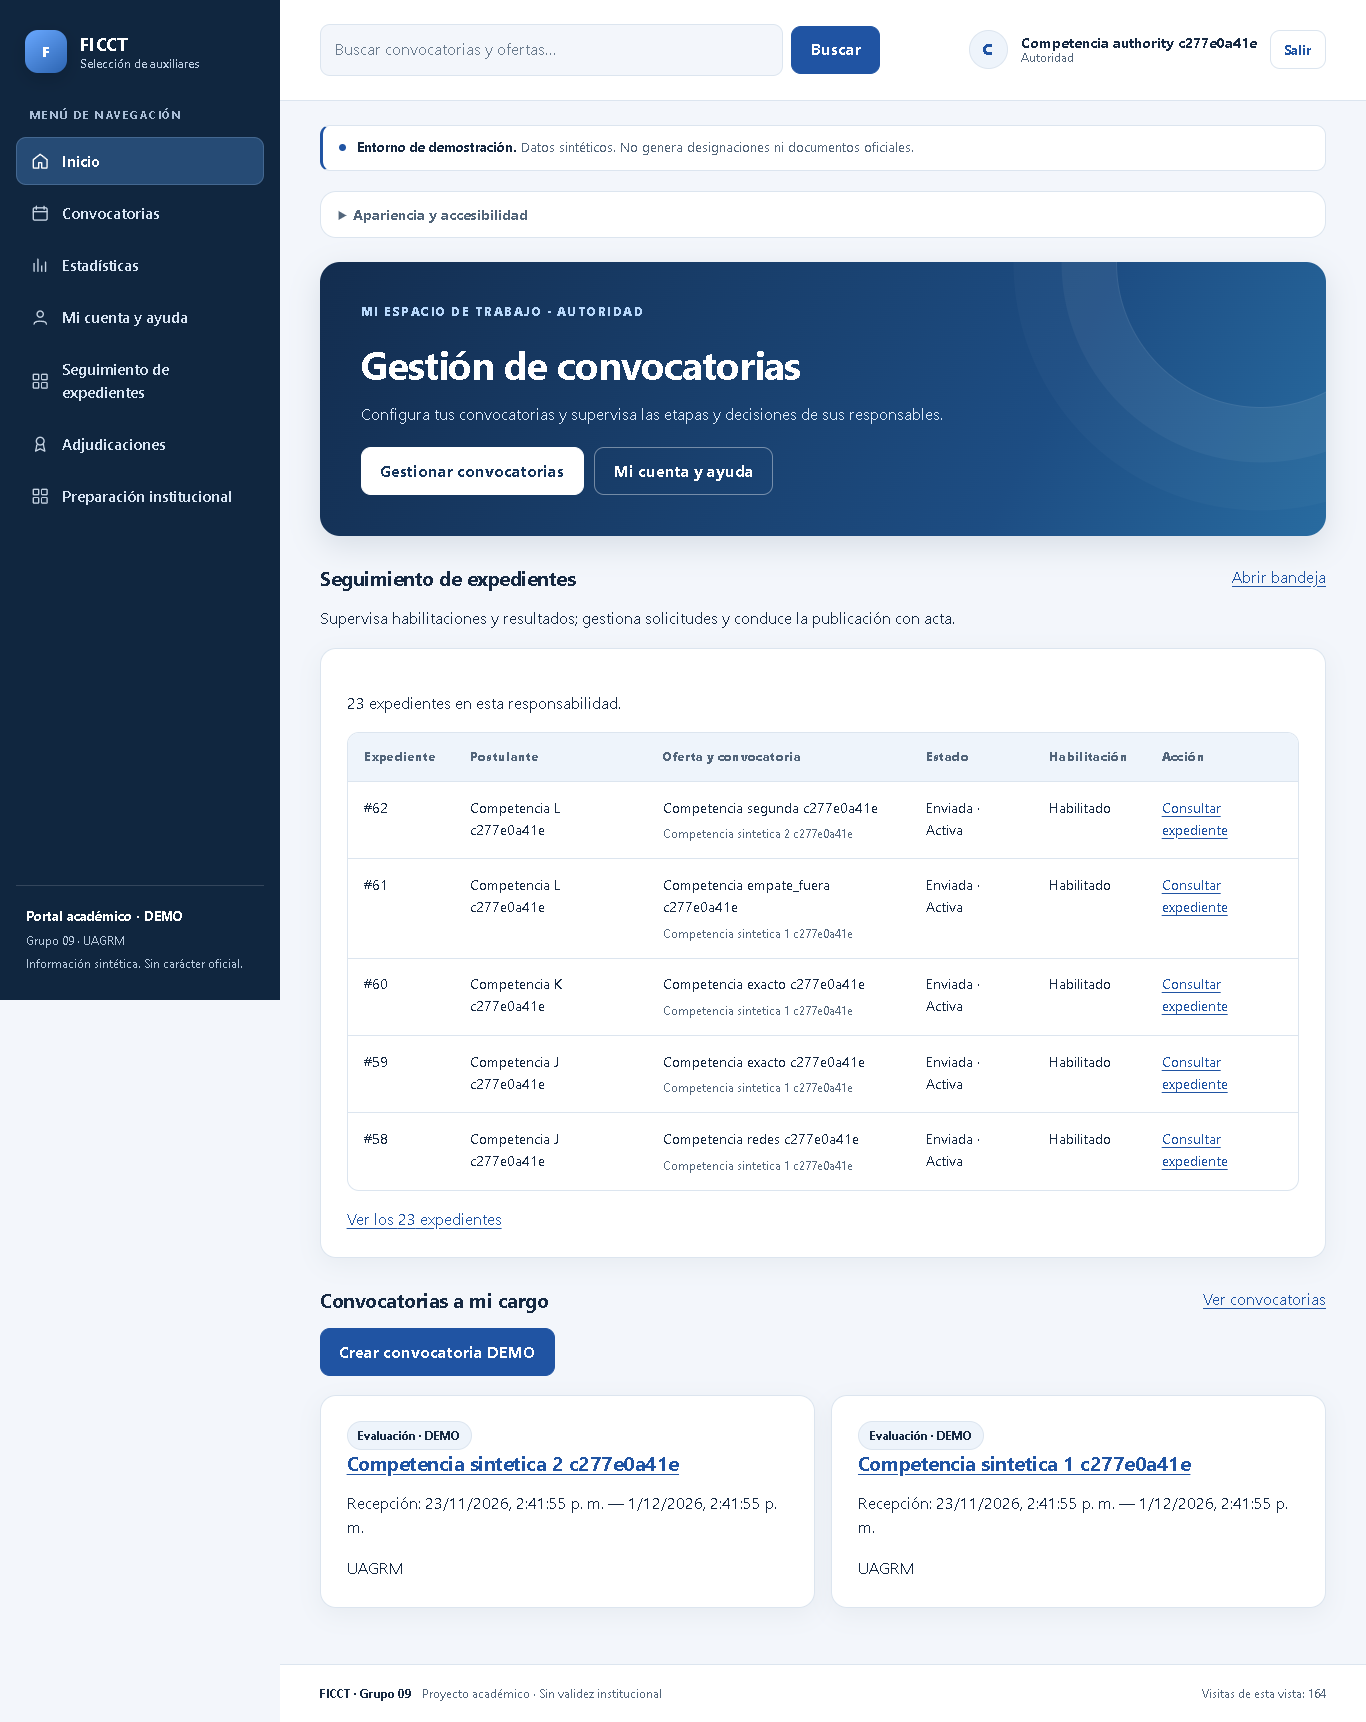 F
FICCT
Selección de auxiliares
MENÚ DE NAVEGACIÓN
Inicio
Convocatorias
Estadísticas
Mi cuenta y ayuda
Seguimiento de
expedientes
Adjudicaciones
Preparación institucional
Portal académico · DEMO
Grupo 09 · UAGRM
Información sintética. Sin carácter oficial.
Buscar convocatorias y ofertas...
Buscar
C
Competencia authority c277e0a41e
Autoridad
Salir
Entorno de demostración. Datos sintéticos. No genera designaciones ni documentos oficiales.
▶ Apariencia y accesibilidad
MI ESPACIO DE TRABAJO · AUTORIDAD
Gestión de convocatorias
Configura tus convocatorias y supervisa las etapas y decisiones de sus responsables.
Gestionar convocatorias
Mi cuenta y ayuda
Seguimiento de expedientes
Abrir bandeja
Supervisa habilitaciones y resultados; gestiona solicitudes y conduce la publicación con acta.
23 expedientes en esta responsabilidad.
Expediente Postulante Oferta y convocatoria Estado Habilitación Acción
#62 Competencia L Competencia segunda c277e0a41e Enviada · Habilitado Consultar
c277e0a41e Competencia sintetica 2 c277e0a41e Activa expediente
#61 Competencia L Competencia empate_fuera Enviada · Habilitado Consultar
c277e0a41e c277e0a41e Activa expediente
Competencia sintetica 1 c277e0a41e
#60 Competencia K Competencia exacto c277e0a41e Enviada · Habilitado Consultar
c277e0a41e Competencia sintetica 1 c277e0a41e Activa expediente
#59 Competencia J Competencia exacto c277e0a41e Enviada · Habilitado Consultar
c277e0a41e Competencia sintetica 1 c277e0a41e Activa expediente
#58 Competencia J Competencia redes c277e0a41e Enviada · Habilitado Consultar
c277e0a41e Competencia sintetica 1 c277e0a41e Activa expediente
Ver los 23 expedientes
Convocatorias a mi cargo
Ver convocatorias
Crear convocatoria DEMO
Evaluación · DEMO
Competencia sintetica 2 c277e0a41e
Recepción: 23/11/2026, 2:41:55 p. m. — 1/12/2026, 2:41:55 p.
m.
UAGRM
Evaluación · DEMO
Competencia sintetica 1 c277e0a41e
Recepción: 23/11/2026, 2:41:55 p. m. — 1/12/2026, 2:41:55 p.
m.
UAGRM
FICCT · Grupo 09 Proyecto académico · Sin validez institucional
Visitas de esta vista: 164